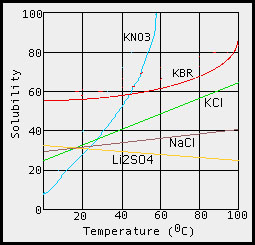 100
80
60
40
20
0
Solubility
KNO3
KBR
KCl
NaCl
Li2SO4
20 40 60 80 100
Temperature (⁰C)